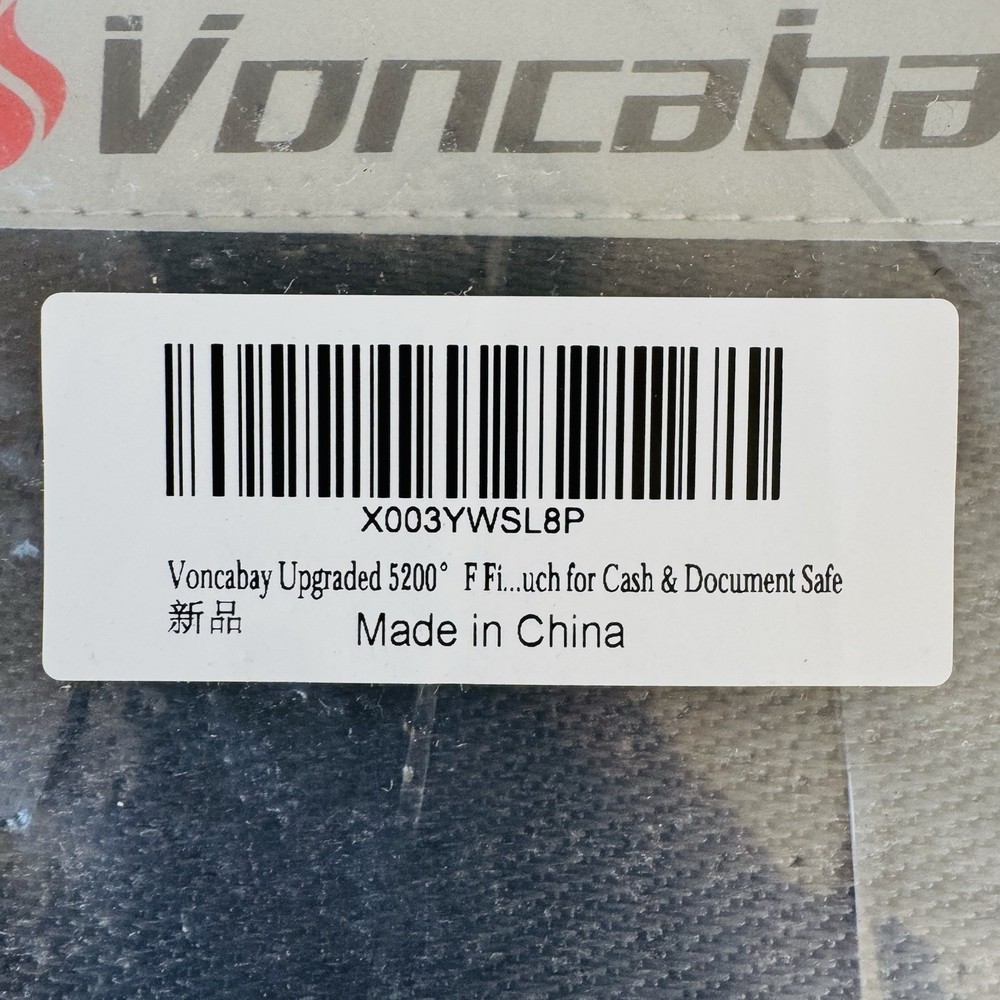 Voncaba
X003YWSL8P
Voncabay Upgraded 5200° F Fi...uch for Cash & Document Safe
新品
Made in China